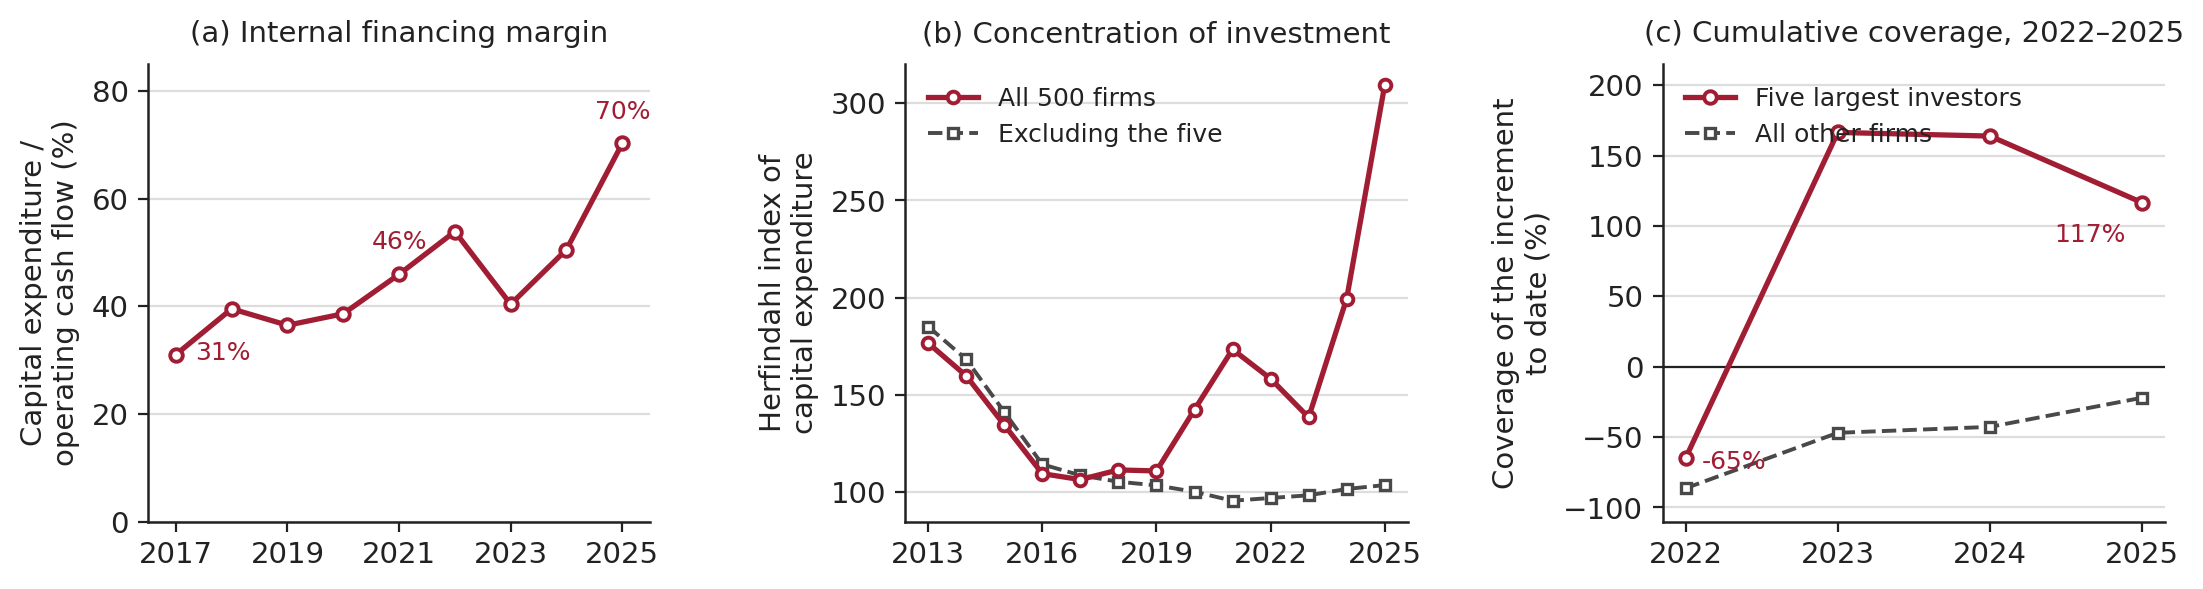 (a) Internal financing margin
Capital expenditure /
operating cash flow (%)
80
60
40
20
0
31%
46%
70%
2017
2019
2021
2023
2025
(b) Concentration of investment
Herfindahl index of
capital expenditure
300
250
200
150
100
All 500 firms
Excluding the five
2013
2016
2019
2022
2025
(c) Cumulative coverage, 2022–2025
Coverage of the increment
to date (%)
200
150
100
50
0
−50
−100
Five largest investors
All other firms
117%
-65%
2022
2023
2024
2025